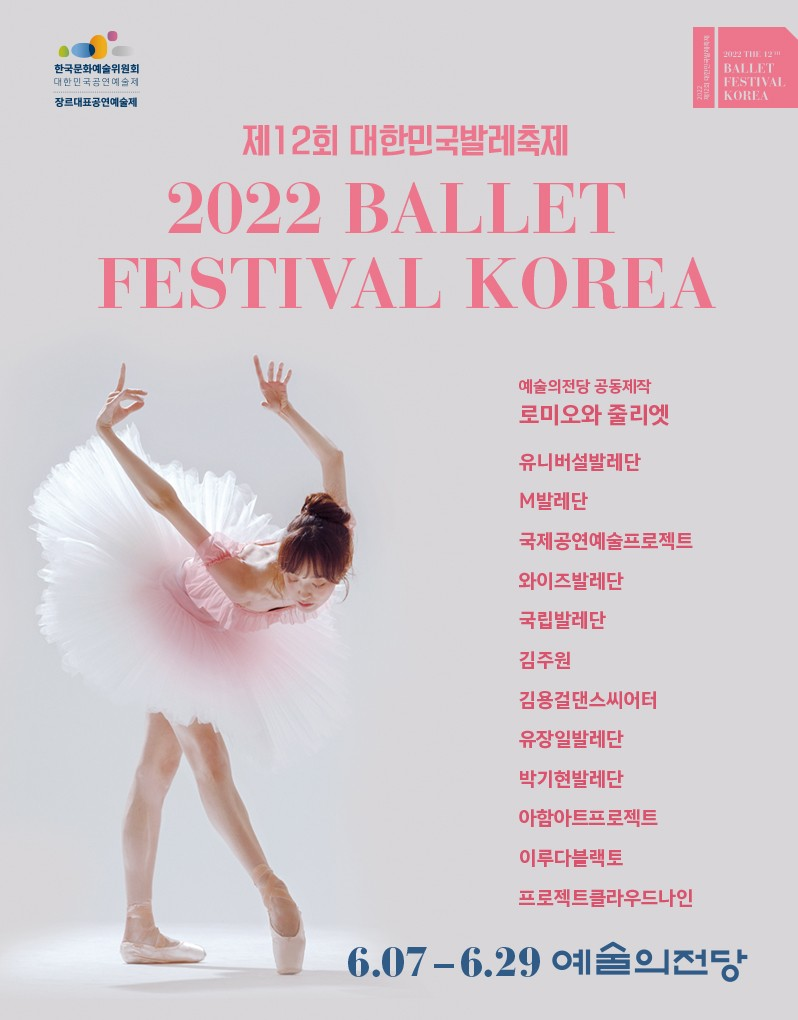 한국문화예술위원회
대한민국공연예술제
장르대표공연예술제
2022 THE 12TH
BALLET
FESTIVAL
KOREA
2022
제12회 대한민국발레축제
2022 BALLET
FESTIVAL KOREA
예술의전당 공동제작
로미오와 줄리엣
유니버설발레단
M발레단
국제공연예술프로젝트
와이즈발레단
국립발레단
김주원
김용걸댄스씨어터
유장일발레단
박기현발레단
아함아트프로젝트
이루다블랙토
프로젝트클라우드나인
6.07–6.29 예술의전당